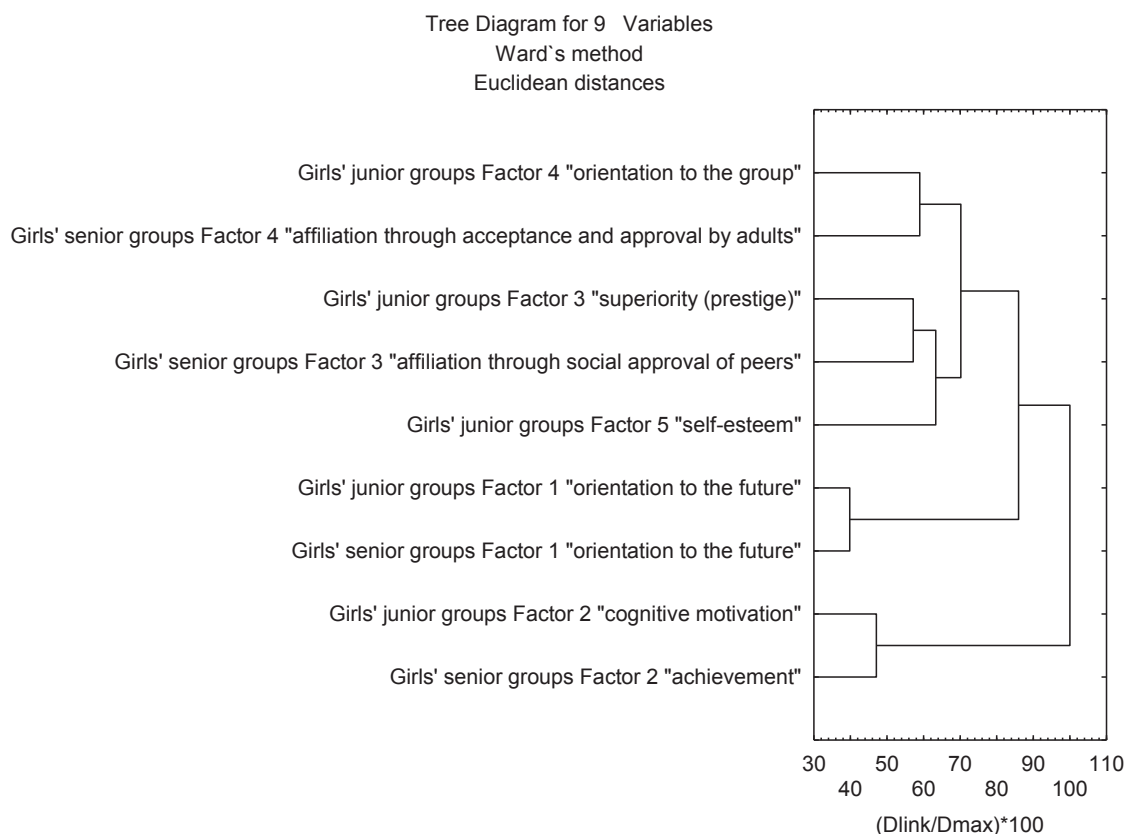 Tree Diagram for 9   Variables
Ward`s method
Euclidean distances
Girls' junior groups Factor 4 "orientation to the group"
Girls' senior groups Factor 4 "affiliation through acceptance and approval by adults"
Girls' junior groups Factor 3 "superiority (prestige)"
Girls' senior groups Factor 3 "affiliation through social approval of peers"
Girls' junior groups Factor 5 "self-esteem"
Girls' junior groups Factor 1 "orientation to the future"
Girls' senior groups Factor 1 "orientation to the future"
Girls' junior groups Factor 2 "cognitive motivation"
Girls' senior groups Factor 2 "achievement"
30 50 70 90 110
40 60 80 100
(Dlink/Dmax)*100